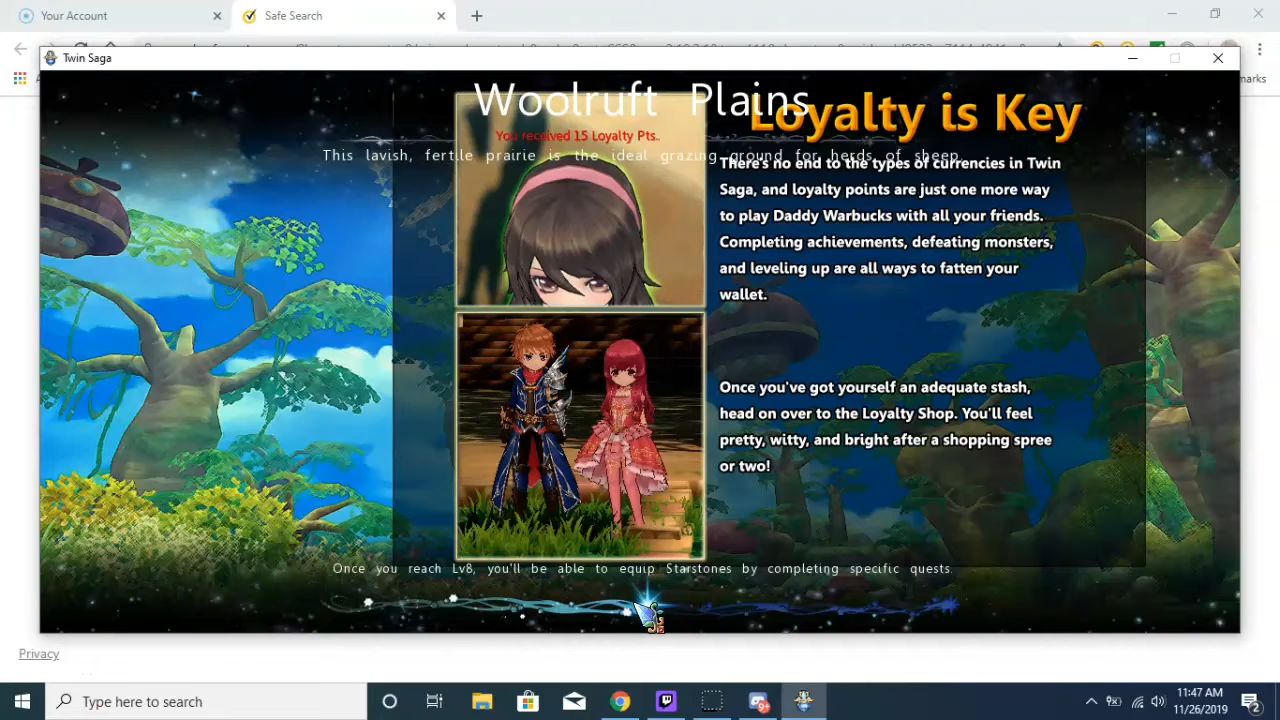 Your Account
Safe Search
Twin Saga
marks
Woolruft Plains
Loyalty is Key
You received 15 Loyalty Pts..
This lavish, fertile prairie is the ideal grazing ground for herds of sheep.
There's no end to the types of currencies in Twin
Saga, and loyalty points are just one more way
to play Daddy Warbucks with all your friends.
Completing achievements, defeating monsters,
and leveling up are all ways to fatten your
wallet.
Once you've got yourself an adequate stash,
head on over to the Loyalty Shop. You'll feel
pretty, witty, and bright after a shopping spree
or two!
Once you reach Lv8, you'll be able to equip Starstones by completing specific quests.
Privacy
Type here to search
9+
11:47 AM
11/26/2019
2